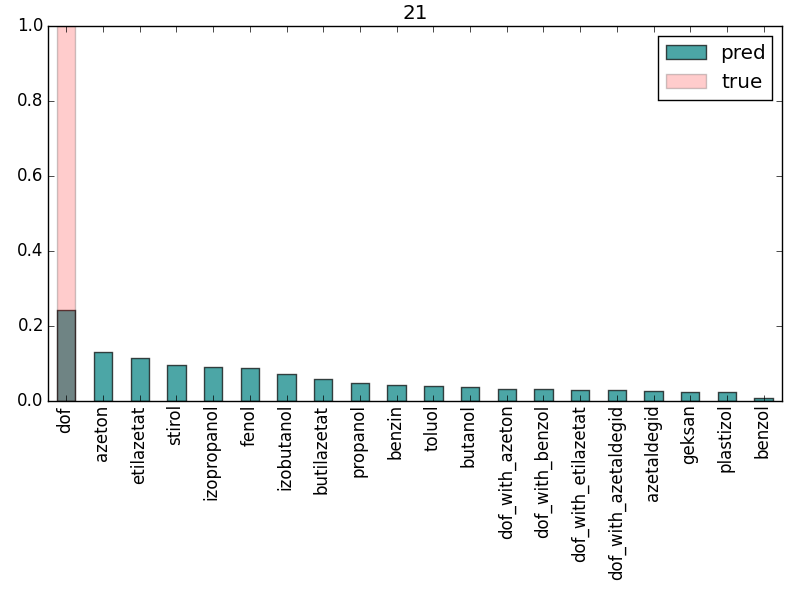 21
1.0
0.8
0.6
0.4
0.2
0.0
pred
true
dof
azeton
etilazetat
stirol
izopropanol
fenol
izobutanol
butilazetat
propanol
benzin
toluol
butanol
dof_with_azeton
dof_with_benzol
dof_with_etilazetat
dof_with_azetaldegid
azetaldegid
geksan
plastizol
benzol